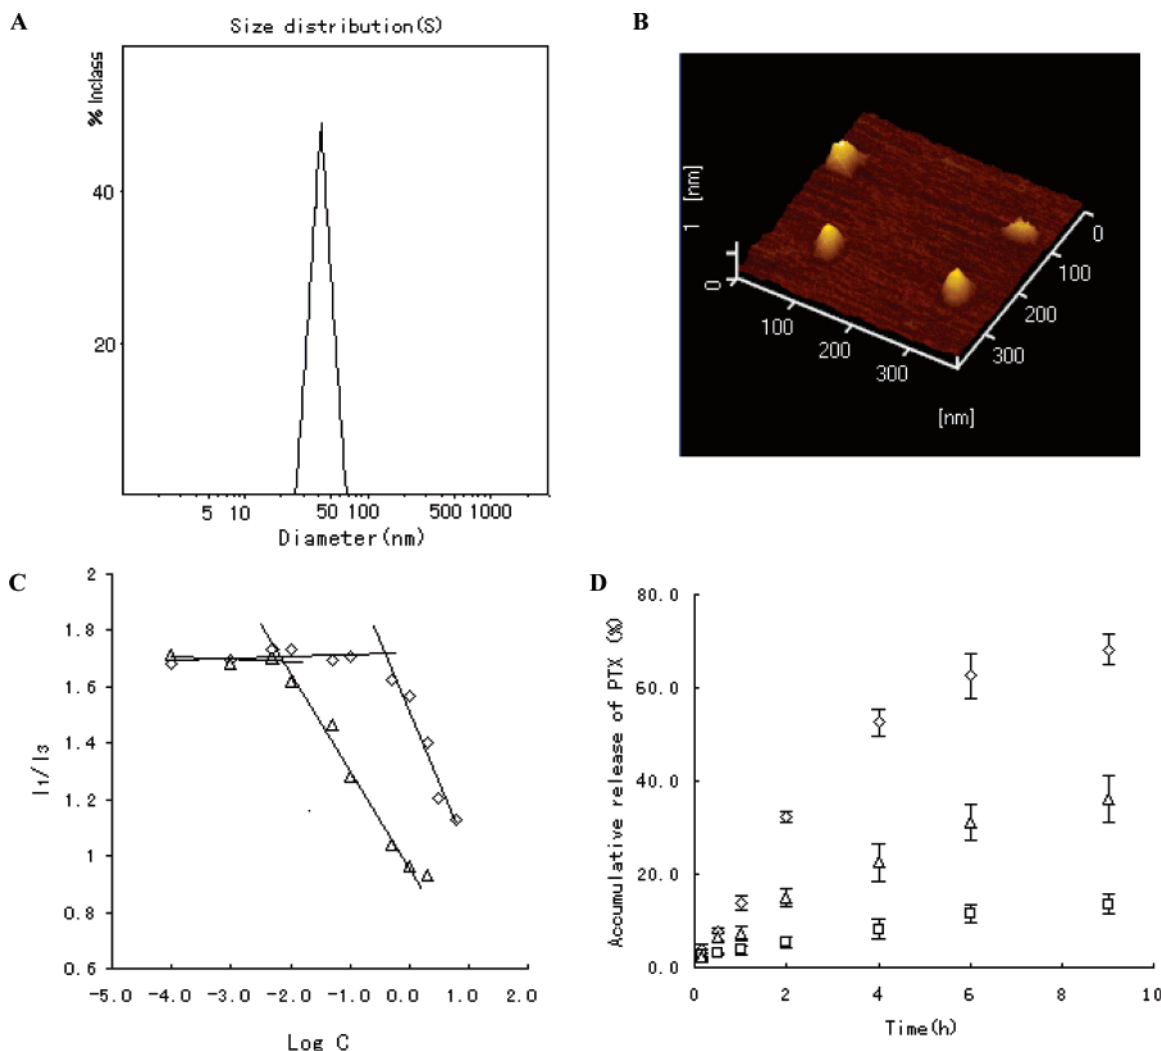 A
Size distribution(S)
% Inclass
40
20
5 10 50 100 500 1000
Diameter(nm)
B
1 [nm]
0
100
200
300
0
100
200
300
[nm]
C
2
1.8
1.6
1.4
1.2
1
0.8
0.6
I1/I3
-5.0 -4.0 -3.0 -2.0 -1.0 0.0 1.0 2.0
Log C
D
80.0
60.0
40.0
20.0
0.0
Accumulative release of PTX (%)
0 2 4 6 8 10
Time(h)